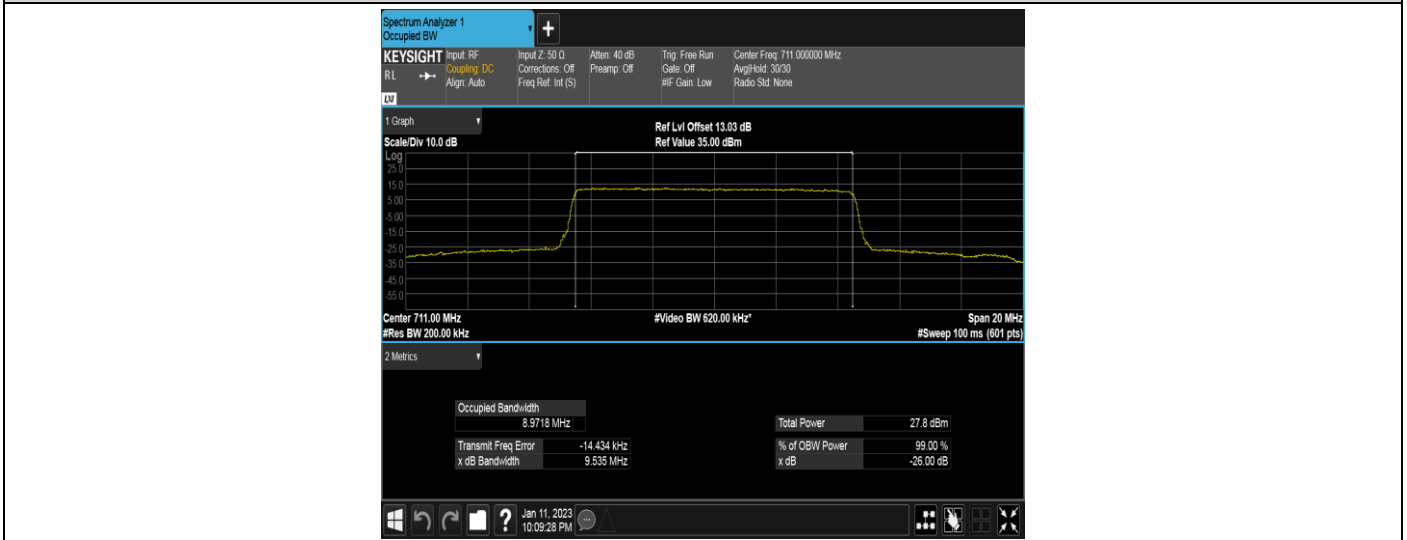 Spectrum Analyzer 1
Occupied BW
+
KEYSIGHT Input: RF Input Z: 50 Ω Atten: 40 dB Trig: Free Run Center Freq: 711.000000 MHz
RL Coupling: DC Corrections: Off Preamp: Off Gate: Off Avg|Hold: 30/30
Align: Auto Freq Ref: Int (S) #IF Gain: Low Radio Std: None
LXI
1 Graph
Ref Lvl Offset 13.03 dB
Scale/Div 10.0 dB Ref Value 35.00 dBm
Log
25.0
15.0
5.00
-5.00
-15.0
-25.0
-35.0
-45.0
-55.0
Center 711.00 MHz #Video BW 620.00 kHz* Span 20 MHz
#Res BW 200.00 kHz #Sweep 100 ms (601 pts)
2 Metrics
Occupied Bandwidth
8.9718 MHz Total Power 27.8 dBm
Transmit Freq Error -14.434 kHz % of OBW Power 99.00 %
x dB Bandwidth 9.535 MHz x dB -26.00 dB
? Jan 11, 2023
10:09:28 PM